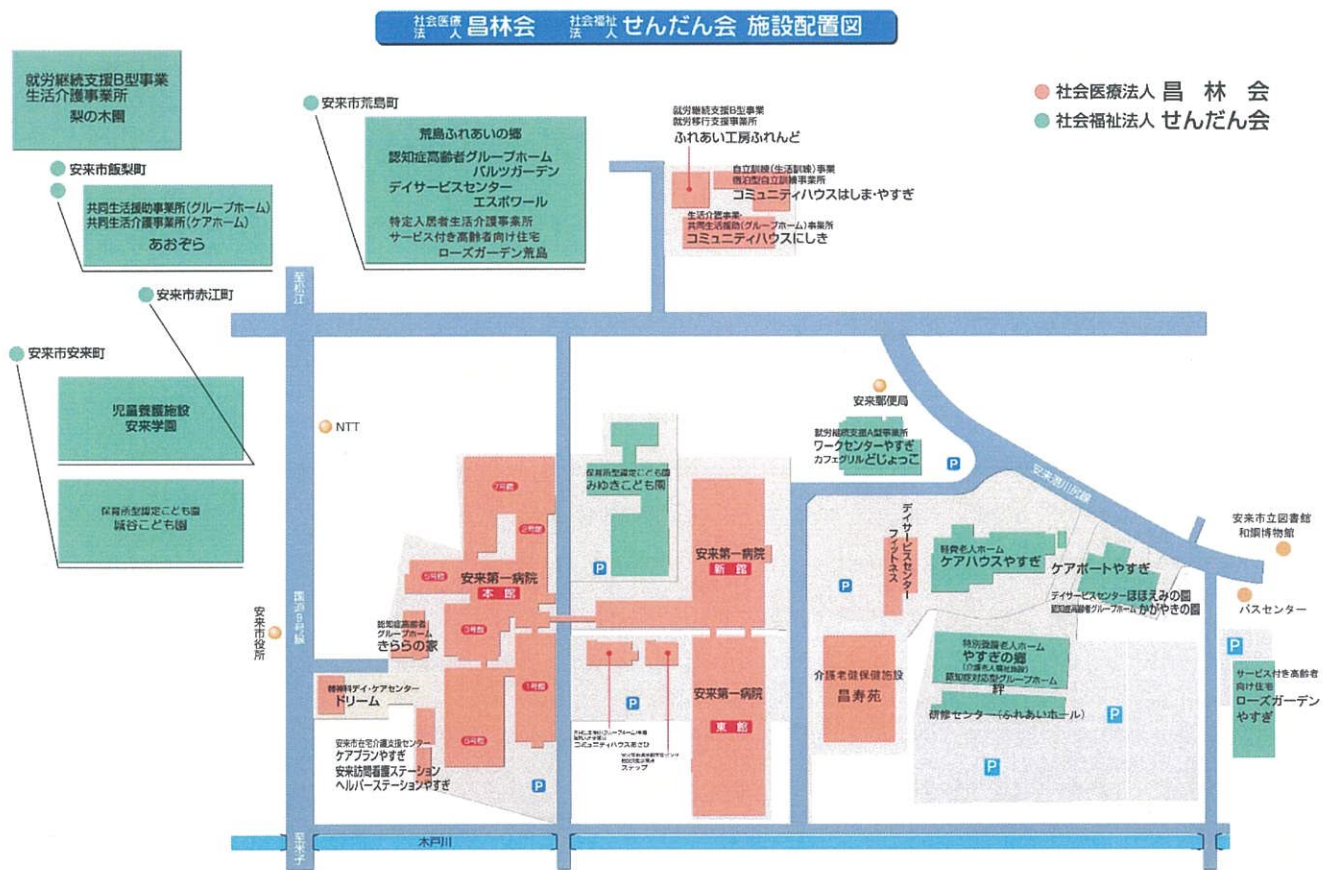 社会医療法人 昌林会 社会福祉法人 せんだん会 施設配置図
社会医療法人 昌林会
社会福祉法人 せんだん会
就労継続支援B型事業
生活介護事業所
梨の木園
安来市飯梨町
共同生活援助事業所(グループホーム)
共同生活介護事業所(ケアホーム)
あおぞら
安来市赤江町
安来市安来町
児童養護施設
安来学園
保育所型認定こども園
城谷こども園
安来市荒島町
荒島ふれあいの郷
認知症高齢者グループホーム
パルツガーデン
デイサービスセンター
エスポワール
特定入居者生活介護事業所
サービス付き高齢者向け住宅
ローズガーデン荒島
就労継続支援B型事業
就労移行支援事業所
ふれあい工房ふれんど
自立訓練(生活訓練)事業
宿泊型自立訓練事業所
コミュニティハウスはしま・やすぎ
生活介護事業・
共同生活援助(グループホーム)事業所
コミュニティハウスにしき
至松江
国道9号線
至米子
NTT
安来市役所
安来郵便局
就労継続支援A型事業所
ワークセンターやすぎ
カフェグリルどじょっこ
P
安来港川尻線
安来市立図書館
和鋼博物館
バスセンター
P
サービス付き高齢者
向け住宅
ローズガーデン
やすぎ
保育所型認定こども園
みゆきこども園
P
7号館
2号館
5号館
安来第一病院
本館
3号館
1号館
6号館
認知症高齢者
グループホーム
きららの家
精神科デイ・ケアセンター
ドリーム
安来市在宅介護支援センター
ケアプランやすぎ
安来訪問看護ステーション
ヘルパーステーションやすぎ
P
安来第一病院
新館
安来第一病院
東館
P
コミュニティハウスあさひ
ステップ
デイサービスセンター
フィットネス
P
軽費老人ホーム
ケアハウスやすぎ
ケアポートやすぎ
デイサービスセンターほほえみの園
認知症高齢者グループホームかがやきの園
介護老健保健施設
昌寿苑
特別養護老人ホーム
やすぎの郷
(介護老人福祉施設)
認知症対応型グループホーム
絆
研修センター(ふれあいホール)
P
P
木戸川